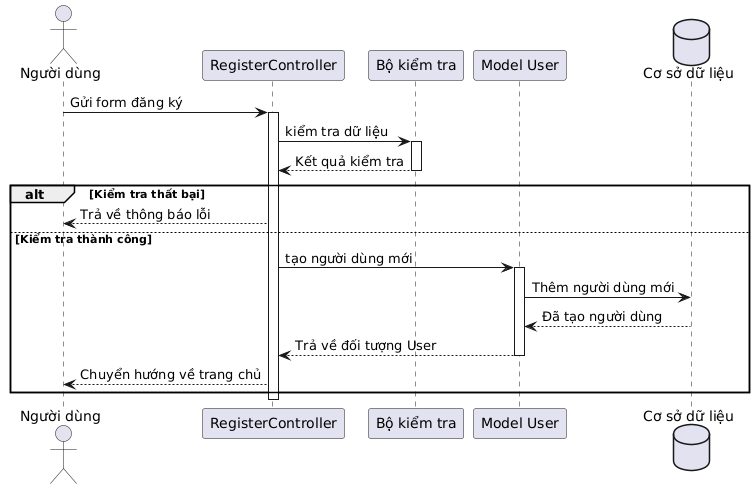 Người dùng
RegisterController
Bộ kiểm tra
Model User
Cơ sở dữ liệu
Gửi form đăng ký
kiểm tra dữ liệu
Kết quả kiểm tra
alt
[Kiểm tra thất bại]
Trả về thông báo lỗi
[Kiểm tra thành công]
tạo người dùng mới
Thêm người dùng mới
Đã tạo người dùng
Trả về đối tượng User
Chuyển hướng về trang chủ
Người dùng
RegisterController
Bộ kiểm tra
Model User
Cơ sở dữ liệu